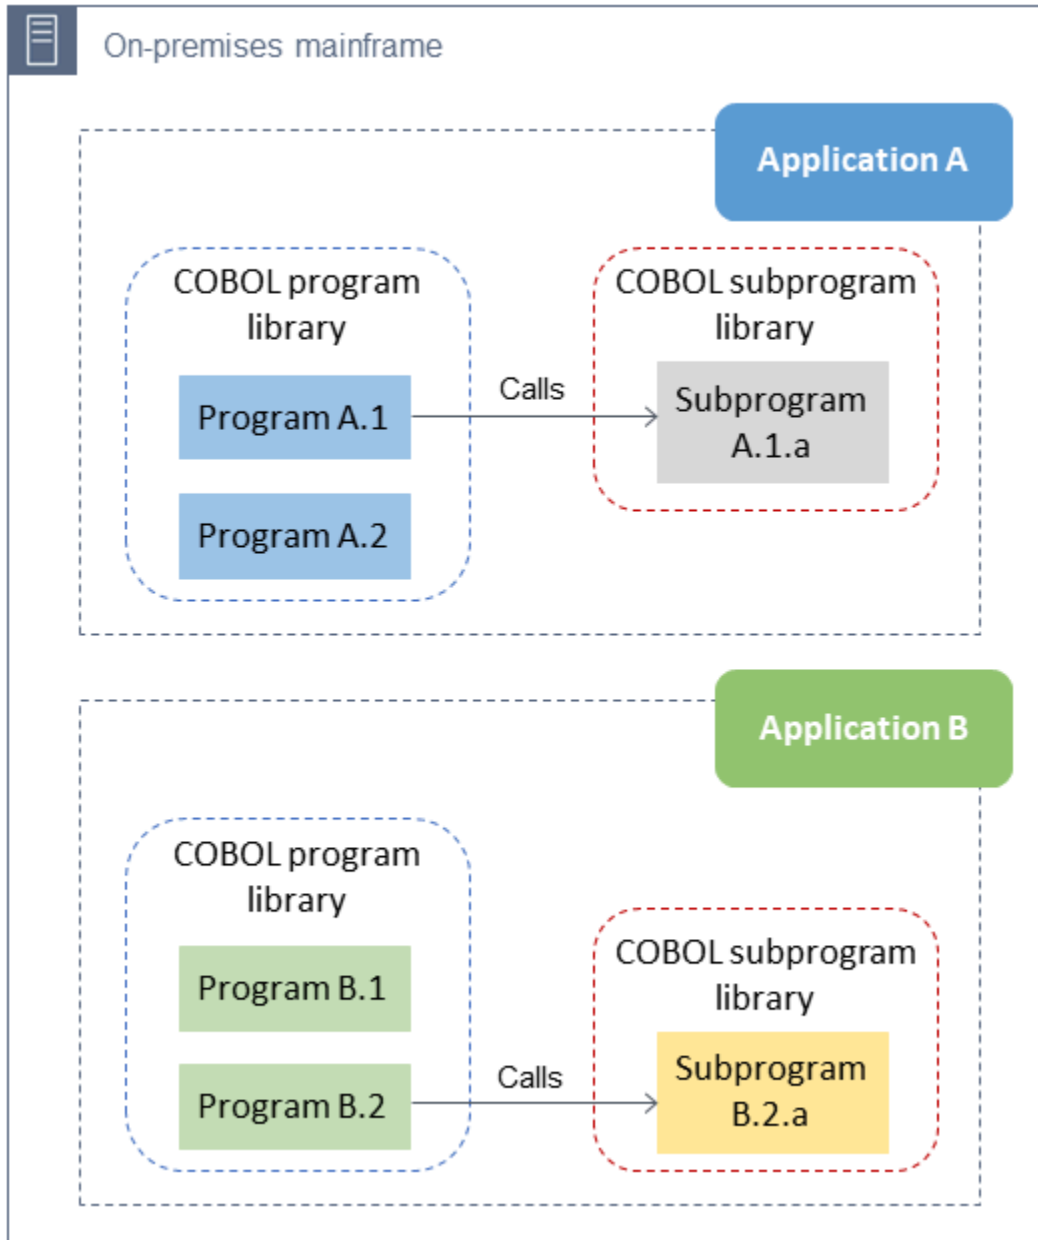 On-premises mainframe
Application A
COBOL program
library
COBOL subprogram
library
Program A.1
Calls
Subprogram
A.1.a
Program A.2
Application B
COBOL program
library
COBOL subprogram
library
Program B.1
Program B.2
Calls
Subprogram
B.2.a